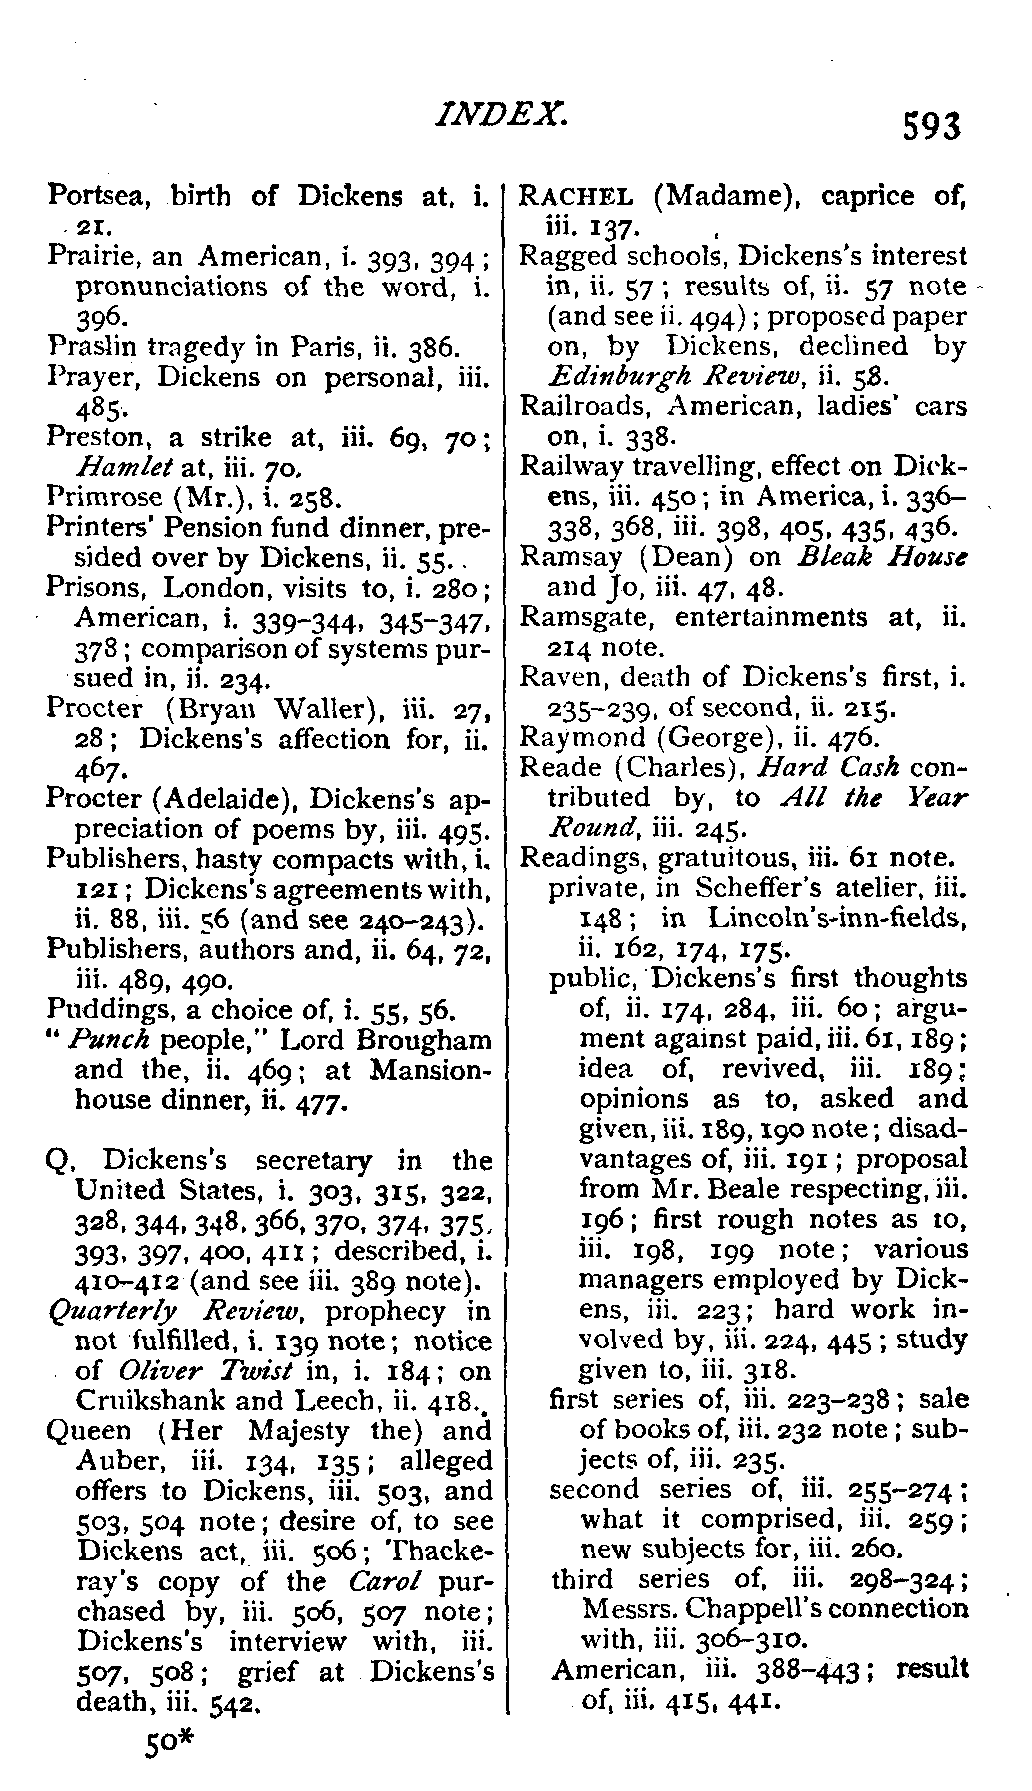 INDEX.
593
Portsea, birth of Dickens at, i.
21.
Prairie, an American, i. 393, 394;
pronunciations of the word, i.
396.
Praslin tragedy in Paris, ii. 386.
Prayer, Dickens on personal, iii.
485.
Preston, a strike at, iii. 69, 70;
Hamlet at, iii. 70.
Primrose (Mr.), i. 258.
Printers' Pension fund dinner, pre-
sided over by Dickens, ii. 55.
Prisons, London, visits to, i. 280;
American, i. 339-344, 345-347,
378; comparison of systems pur-
sued in, ii. 234.
Procter (Bryan Waller), iii. 27,
28; Dickens's affection for, ii.
467.
Procter (Adelaide), Dickens's ap-
preciation of poems by, iii. 495.
Publishers, hasty compacts with, i.
121; Dickens's agreements with,
ii. 88, iii. 56 (and see 240-243).
Publishers, authors and, ii. 64, 72,
iii. 489, 490.
Puddings, a choice of, i. 55, 56.
"Punch people," Lord Brougham
and the, ii. 469; at Mansion-
house dinner, ii. 477.
Q, Dickens's secretary in the
United States, i. 303, 315, 322,
328, 344, 348, 366, 370, 374, 375,
393, 397, 400, 411; described, i.
410-412 (and see iii. 389 note).
Quarterly Review, prophecy in
not fulfilled, i. 139 note; notice
of Oliver Twist in, i. 184; on
Cruikshank and Leech, ii. 418.
Queen (Her Majesty the) and
Auber, iii. 134, 135; alleged
offers to Dickens, iii. 503, and
503, 504 note; desire of, to see
Dickens act, iii. 506; Thacke-
ray's copy of the Carol pur-
chased by, iii. 506, 507 note;
Dickens's interview with, iii.
507, 508; grief at Dickens's
death, iii. 542.
50*
RACHEL (Madame), caprice of,
iii. 137.
Ragged schools, Dickens's interest
in, ii. 57; results of, ii. 57 note
(and see ii. 494); proposed paper
on, by Dickens, declined by
Edinburgh Review, ii. 58.
Railroads, American, ladies' cars
on, i. 338.
Railway travelling, effect on Dick-
ens, iii. 450; in America, i. 336-
338, 368, iii. 398, 405, 435, 436.
Ramsay (Dean) on Bleak House
and Jo, iii. 47, 48.
Ramsgate, entertainments at, ii.
214 note.
Raven, death of Dickens's first, i.
235-239, of second, ii. 215.
Raymond (George), ii. 476.
Reade (Charles), Hard Cash con-
tributed by, to All the Year
Round, iii. 245.
Readings, gratuitous, iii. 61 note.
private, in Scheffer's atelier, iii.
148; in Lincoln's-inn-fields,
ii. 162, 174, 175.
public, Dickens's first thoughts
of, ii. 174, 284, iii. 60; argu-
ment against paid, iii. 61, 189;
idea of, revived, iii. 189;
opinions as to, asked and
given, iii. 189, 190 note; disad-
vantages of, iii. 191; proposal
from Mr. Beale respecting, iii.
196; first rough notes as to,
iii. 198, 199 note; various
managers employed by Dick-
ens, iii. 223; hard work in-
volved by, iii. 224, 445; study
given to, iii. 318.
first series of, iii. 223-238; sale
of books of, iii. 232 note; sub-
jects of, iii. 235.
second series of, iii. 255-274;
what it comprised, iii. 259;
new subjects for, iii. 260.
third series of, iii. 298-324;
Messrs. Chappell's connection
with, iii. 306-310.
American, iii. 388-443; result
of, iii. 415, 441.